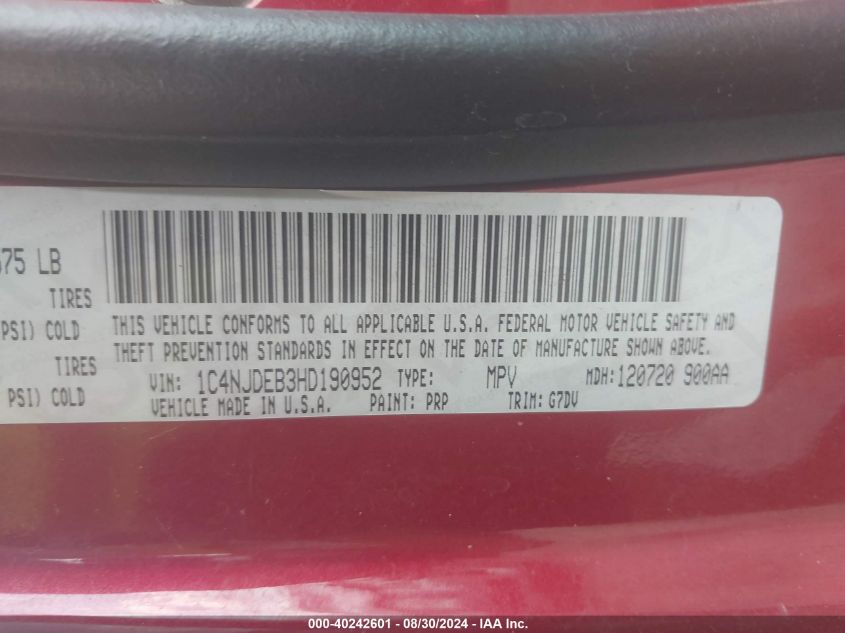 675 LB
TIRES
PSI) COLD
TIRES
PSI) COLD
THIS VEHICLE CONFORMS TO ALL APPLICABLE U.S.A. FEDERAL MOTOR VEHICLE SAFETY AND
THEFT PREVENTION STANDARDS IN EFFECT ON THE DATE OF MANUFACTURE SHOWN ABOVE.
VIN: 1C4NJDEB3HD190952 TYPE: MPV MDH:120720 900AA
VEHICLE MADE IN U.S.A. PAINT: PRP TRIM: G7DV
000-40242601 - 08/30/2024 - IAA Inc.